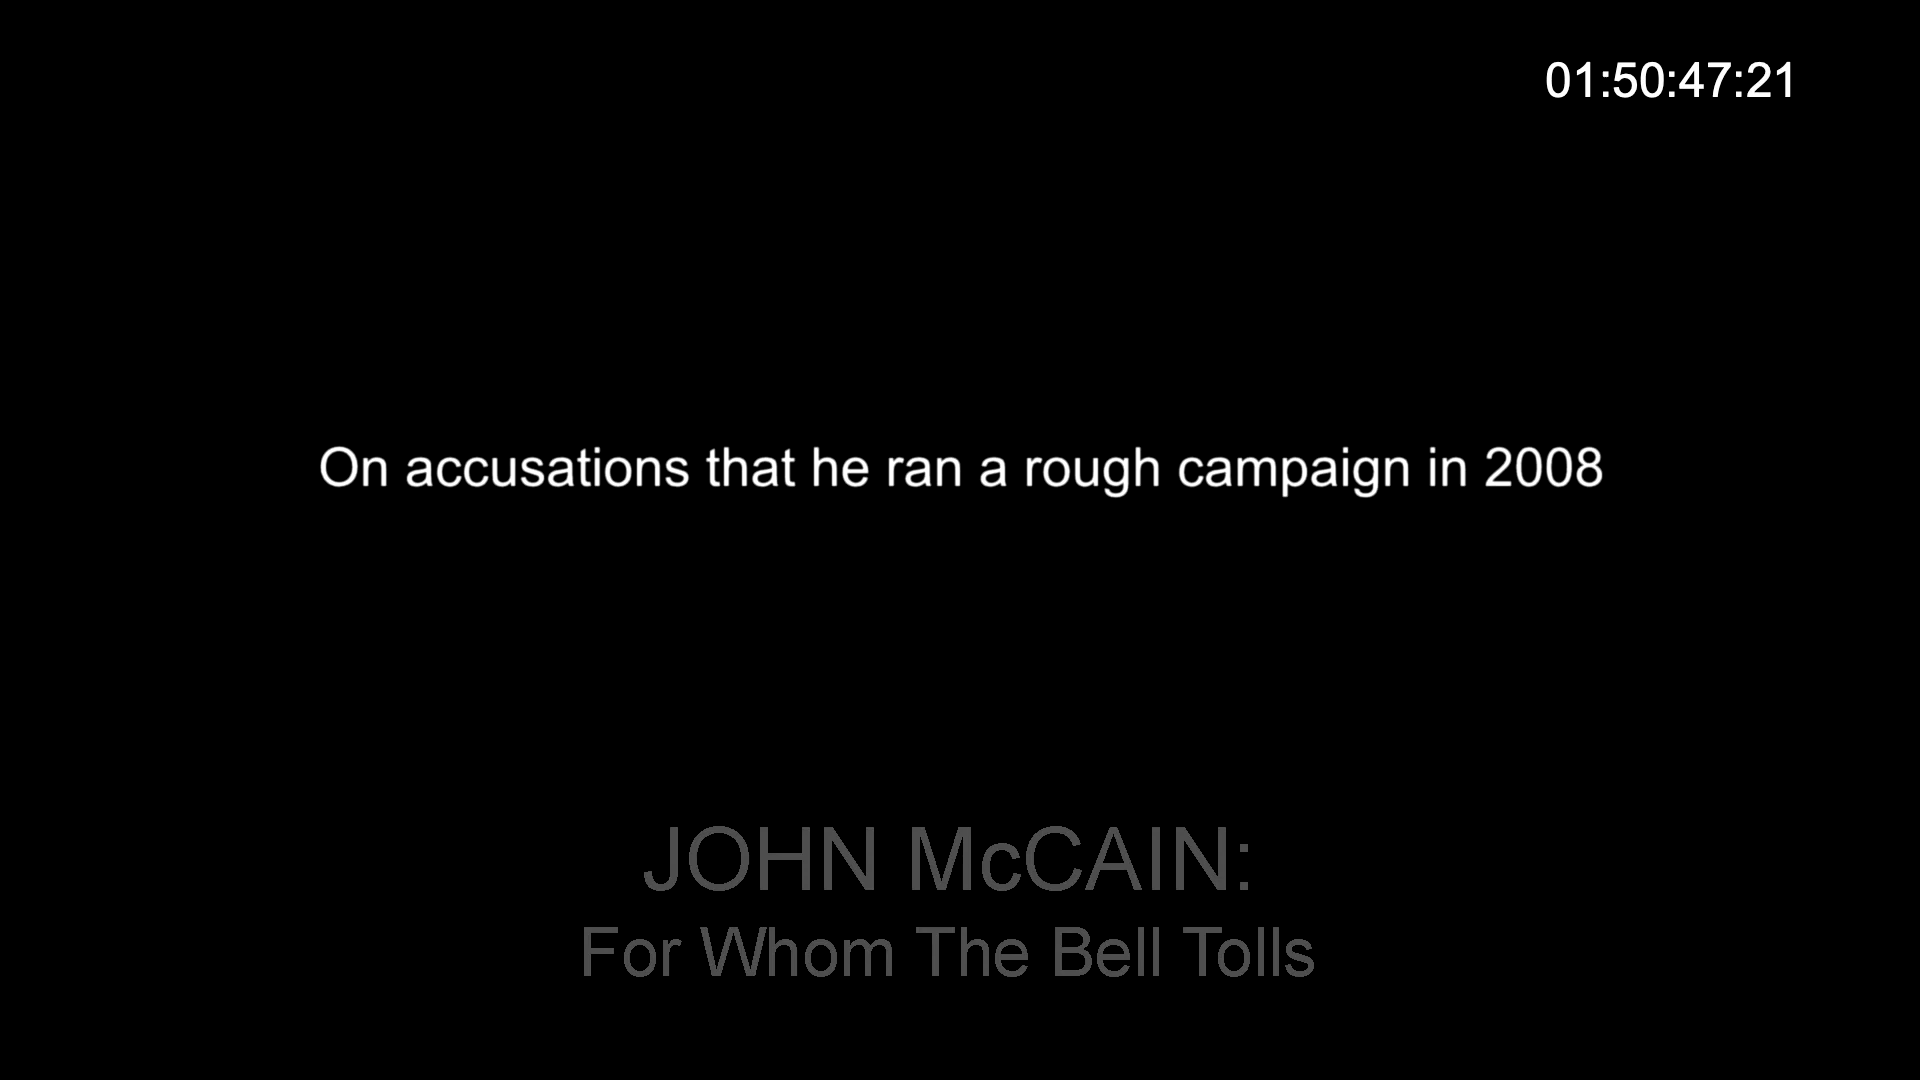 01:50:47:21
On accusations that he ran a rough campaign in 2008
JOHN McCAIN:
For Whom The Bell Tolls